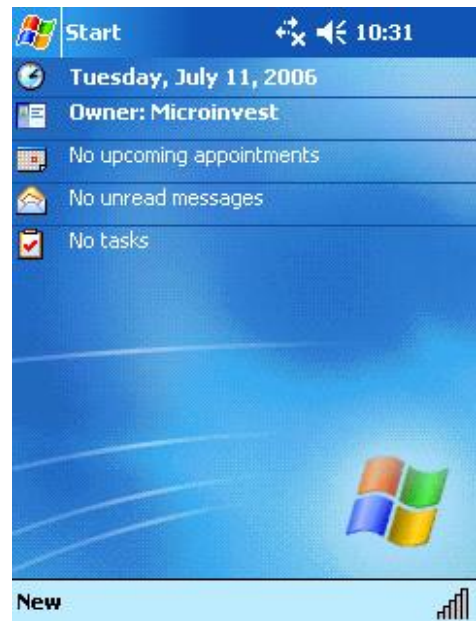 Start 10:31
Tuesday, July 11, 2006
Owner: Microinvest
No upcoming appointments
No unread messages
No tasks
New